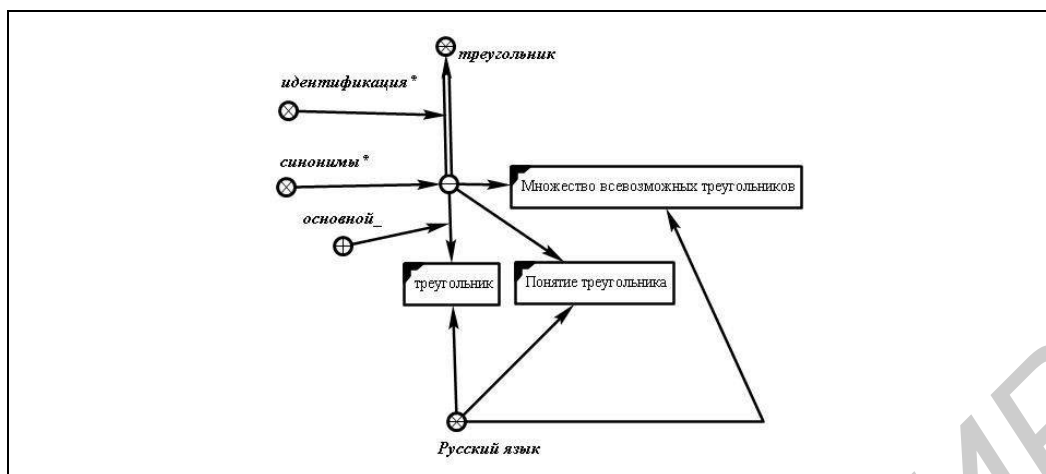 треугольник
идентификация*
синонимы*
Множество всевозможных треугольников
основной_
треугольник
Понятие треугольника
Русский язык